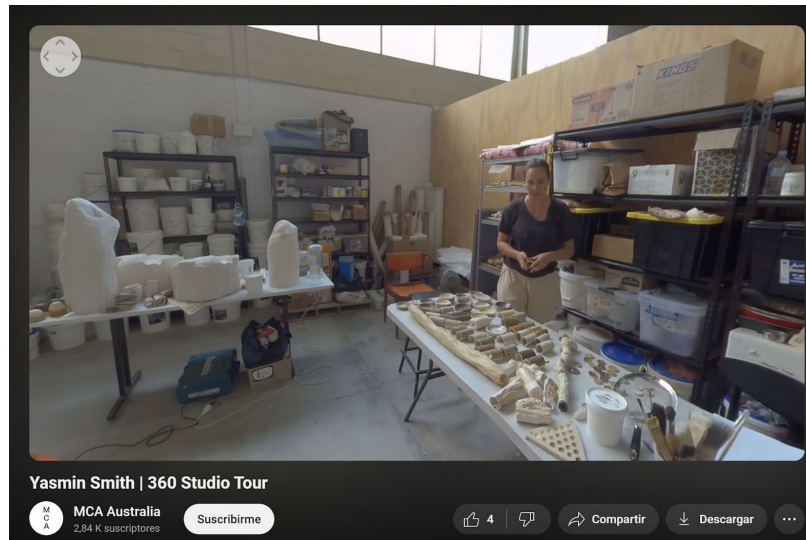 KINGS
Yasmin Smith | 360 Studio Tour
M
C
A
MCA Australia
2,84 K suscriptores
Suscribirme
4
Compartir
Descargar